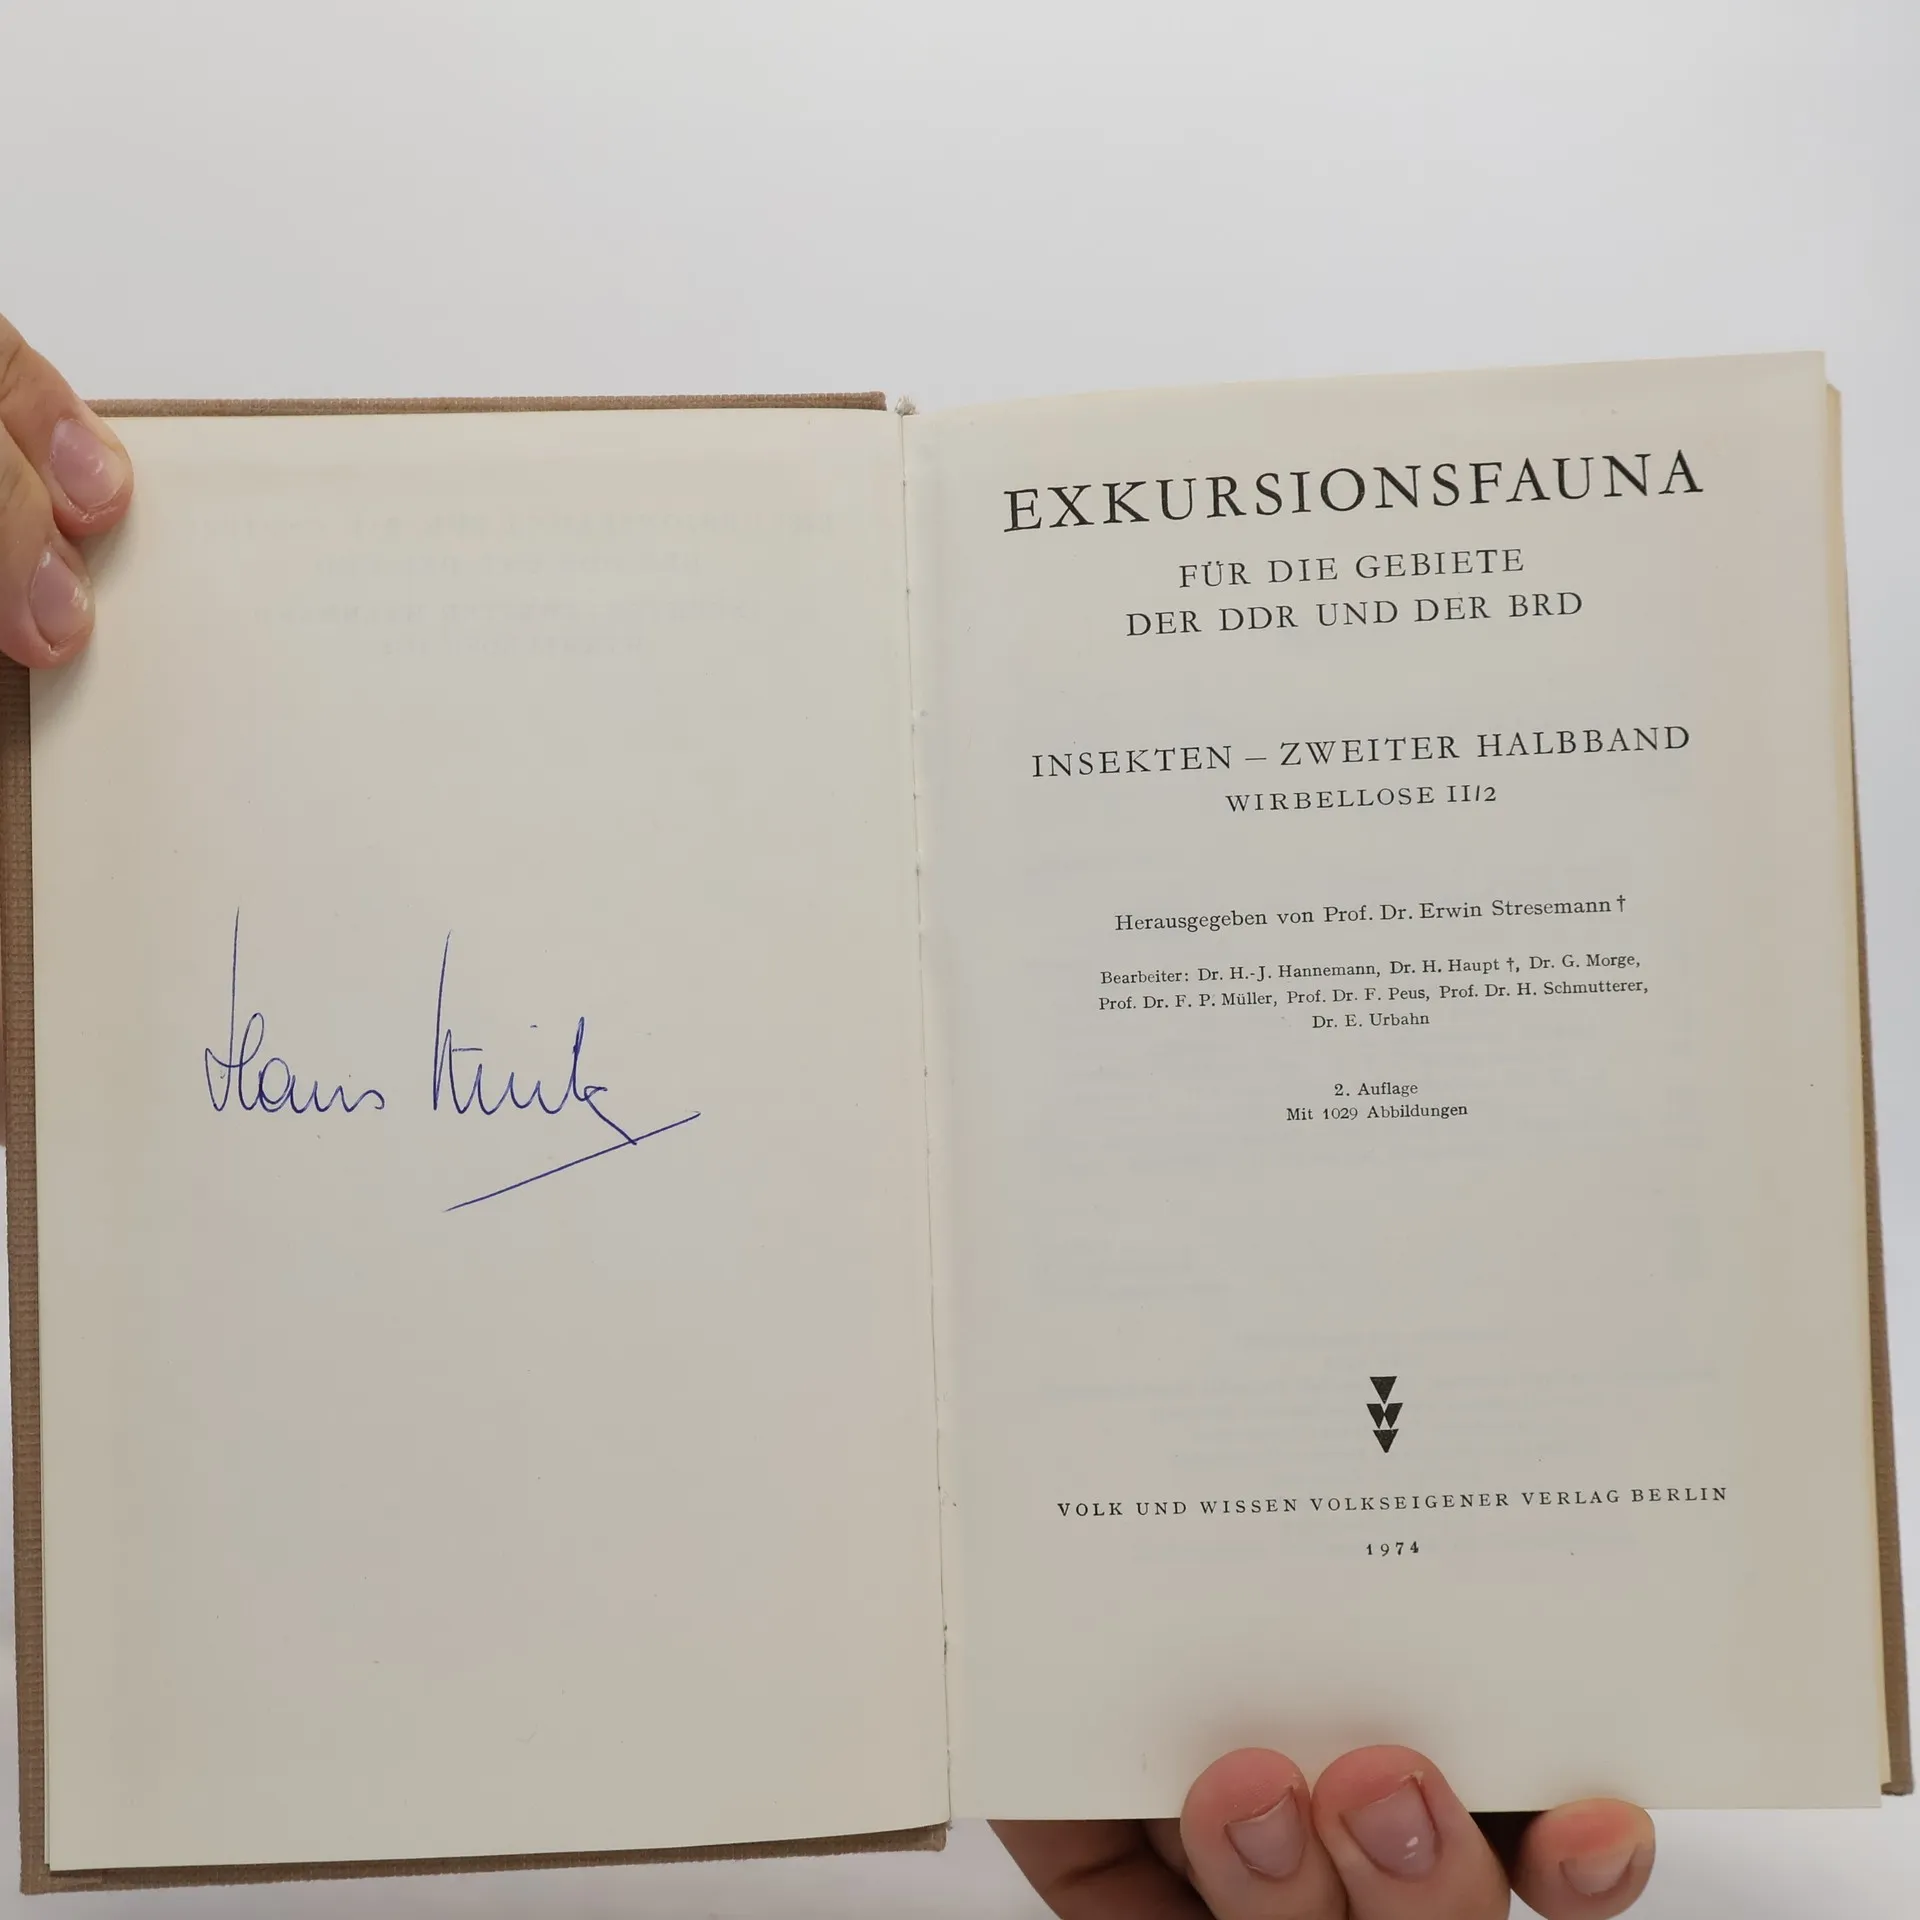 Hans
EXKURSIONSFAUNA
FÜR DIE GEBIETE
DER DDR UND DER BRD
INSEKTEN – ZWEITER HALBBAND
WIRBELLOSE II/2
Herausgegeben von Prof. Dr. Erwin Stresemann †
Bearbeiter: Dr. H.-J. Hannemann, Dr. H. Haupt †, Dr. G. Morge,
Prof. Dr. F. P. Müller, Prof. Dr. F. Peus, Prof. Dr. H. Schmutterer,
Dr. E. Urbahn
2. Auflage
Mit 1029 Abbildungen
VOLK UND WISSEN VOLKSEIGENER VERLAG BERLIN
1974